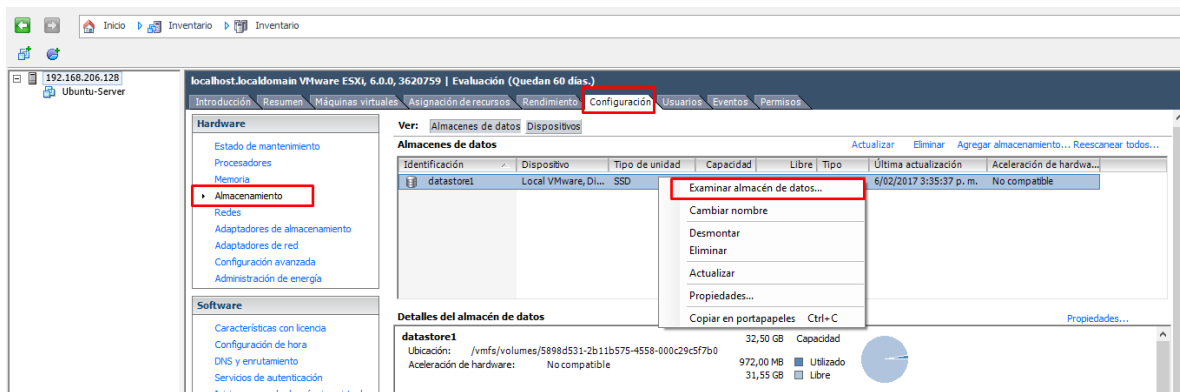 Inicio Inventario Inventario
192.168.206.128
Ubuntu-Server
localhost.localdomain VMware ESXi, 6.0.0, 3620759 | Evaluación (Quedan 60 días.)
Introducción Resumen Máquinas virtuales Asignación de recursos Rendimiento Configuración Usuarios Eventos Permisos
Hardware
Estado de mantenimiento
Procesadores
Memoria
Almacenamiento
Redes
Adaptadores de almacenamiento
Adaptadores de red
Configuración avanzada
Administración de energía
Software
Características con licencia
Configuración de hora
DNS y enrutamiento
Servicios de autenticación
Ver: Almacenes de datos Dispositivos
Almacenes de datos Actualizar Eliminar Agregar almacenamiento... Reescanear todos...
Identificación Dispositivo Tipo de unidad Capacidad Libre Tipo Última actualización Aceleración de hardwa...
datastore1 Local VMware, Di... SSD 6/02/2017 3:35:37 p. m. No compatible
Examinar almacén de datos...
Cambiar nombre
Desmontar
Eliminar
Actualizar
Propiedades...
Copiar en portapapeles Ctrl+C
Detalles del almacén de datos Propiedades...
datastore1 32,50 GB Capacidad
Ubicación: /vmfs/volumes/5898d531-2b11b575-4558-000c29c5f7b0
Aceleración de hardware: No compatible 972,00 MB Utilizado
31,55 GB Libre